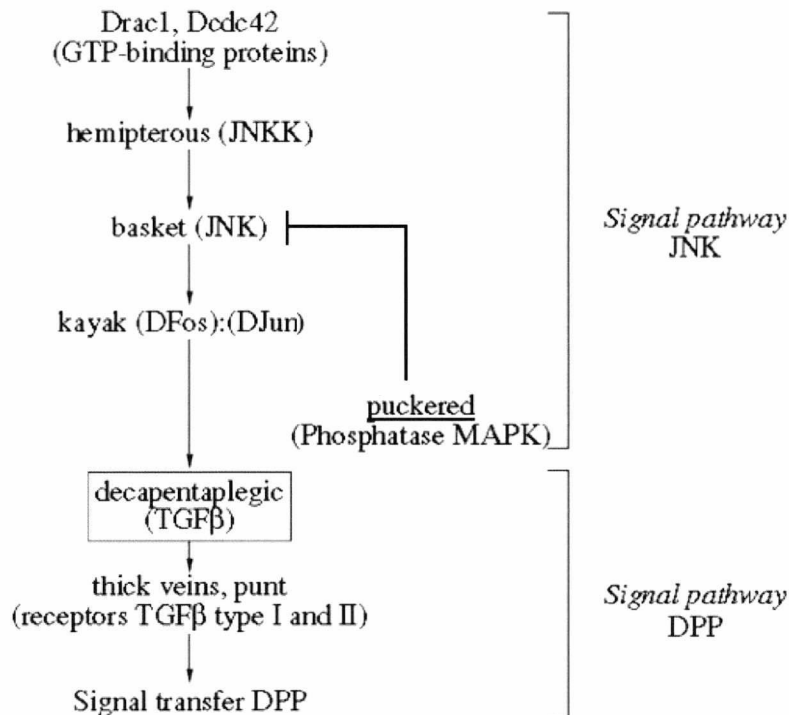 Drac1, Dcdc42
(GTP-binding proteins)
hemipterous (JNKK)
basket (JNK)
kayak (DFos):(DJun)
puckered
(Phosphatase MAPK)
Signal pathway
JNK
decapentaplegic
(TGFβ)
thick veins, punt
(receptors TGFβ type I and II)
Signal transfer DPP
Signal pathway
DPP